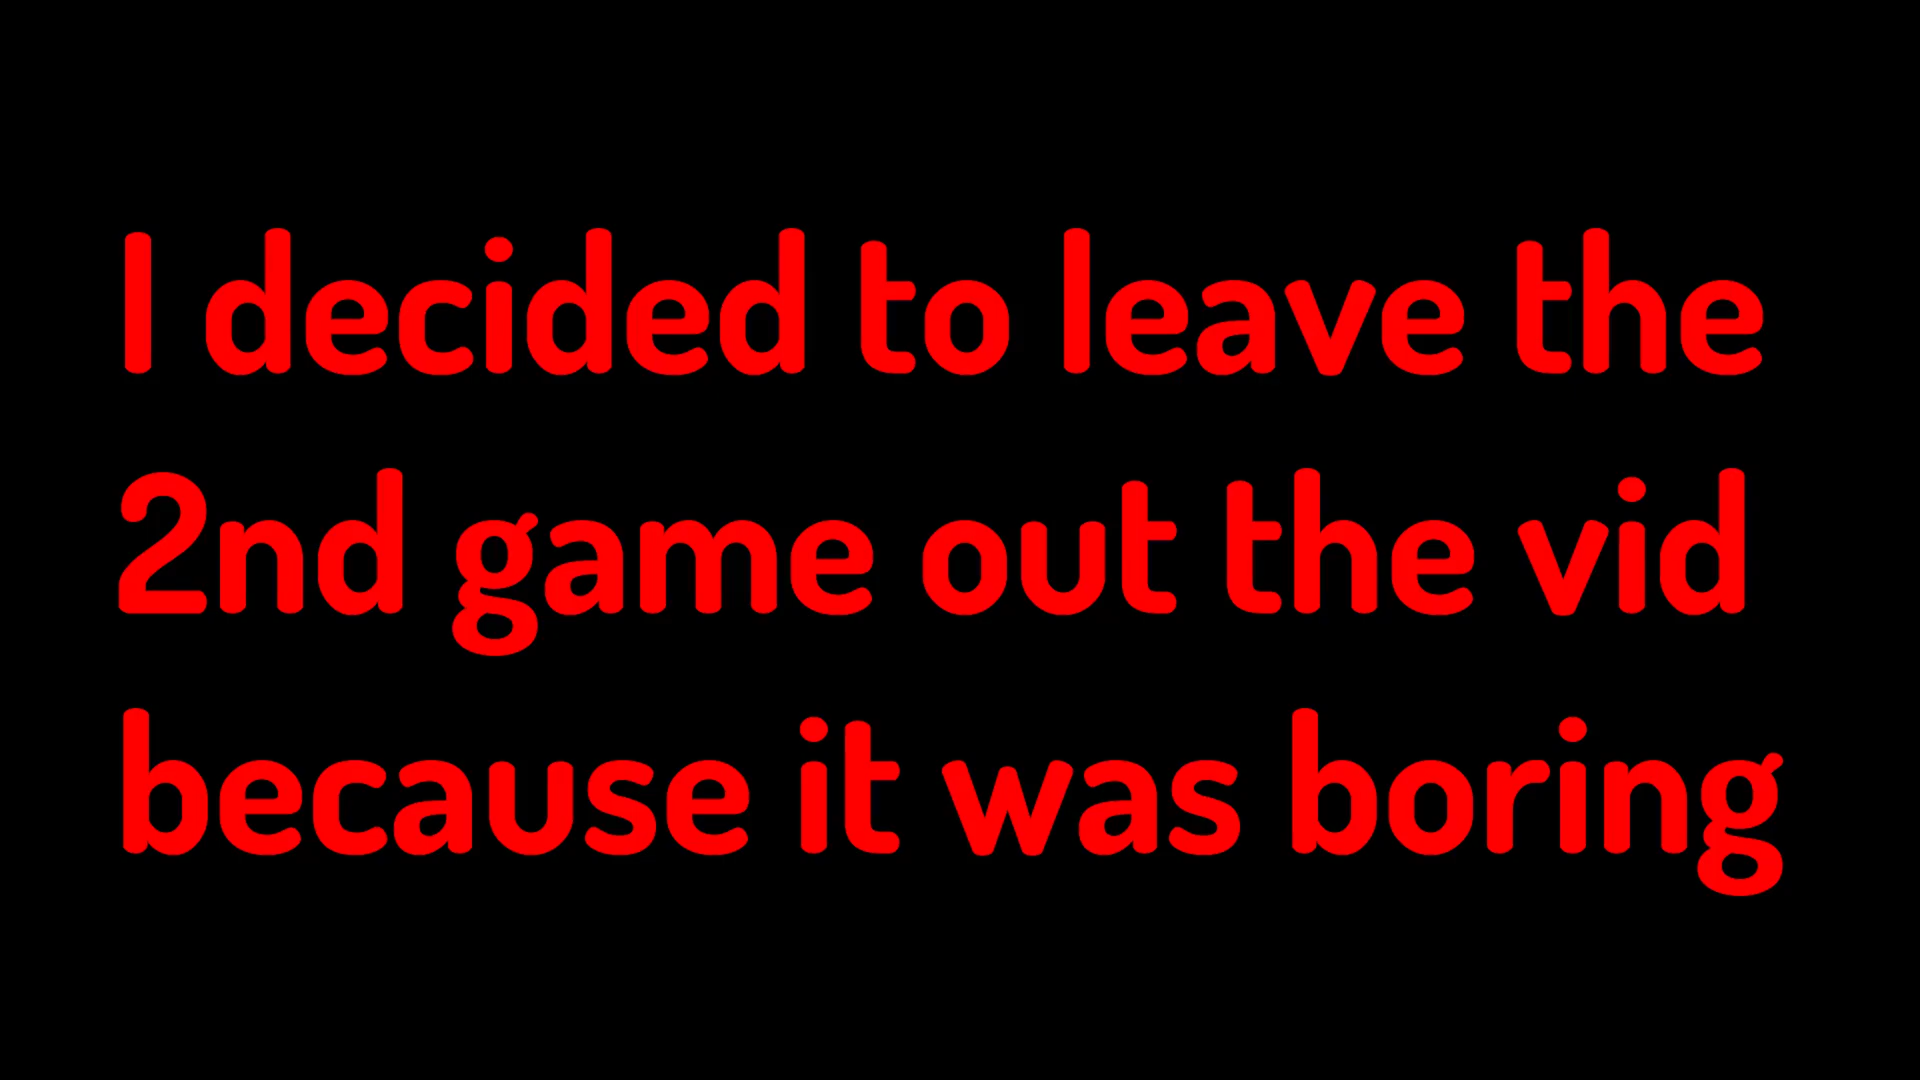 I decided to leave the
2nd game out the vid
because it was boring